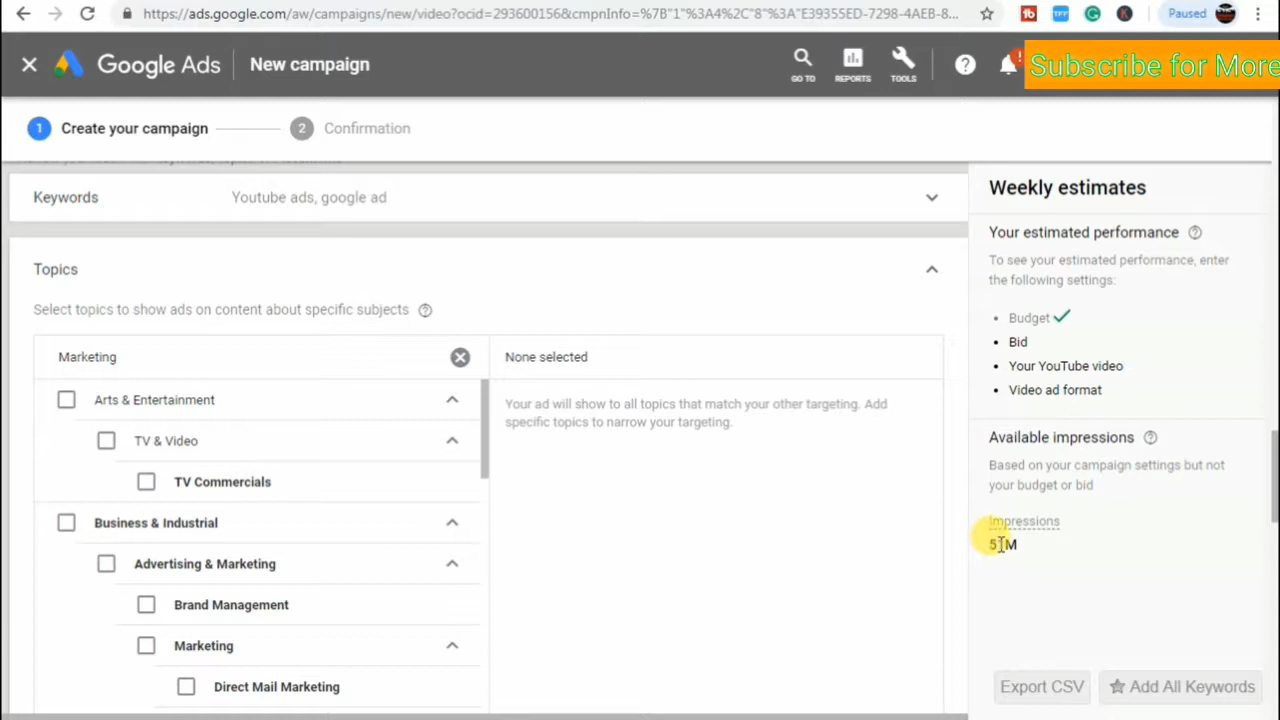 https://ads.google.com/aw/campaigns/new/video?ocid=293600156&cmpnInfo=%7B"1"%3A4%2C"8"%3A"E39355ED-7298-4AEB-8...
Paused
Google Ads
New campaign
GO TO
REPORTS
TOOLS
Subscribe for More
1
Create your campaign
2
Confirmation
Keywords
Youtube ads, google ad
Topics
Select topics to show ads on content about specific subjects
Marketing
None selected
Arts & Entertainment
TV & Video
TV Commercials
Business & Industrial
Advertising & Marketing
Brand Management
Marketing
Direct Mail Marketing
Your ad will show to all topics that match your other targeting. Add
specific topics to narrow your targeting.
Weekly estimates
Your estimated performance
To see your estimated performance, enter
the following settings:
Budget
Bid
Your YouTube video
Video ad format
Available impressions
Based on your campaign settings but not
your budget or bid
Impressions
Export CSV
Add All Keywords